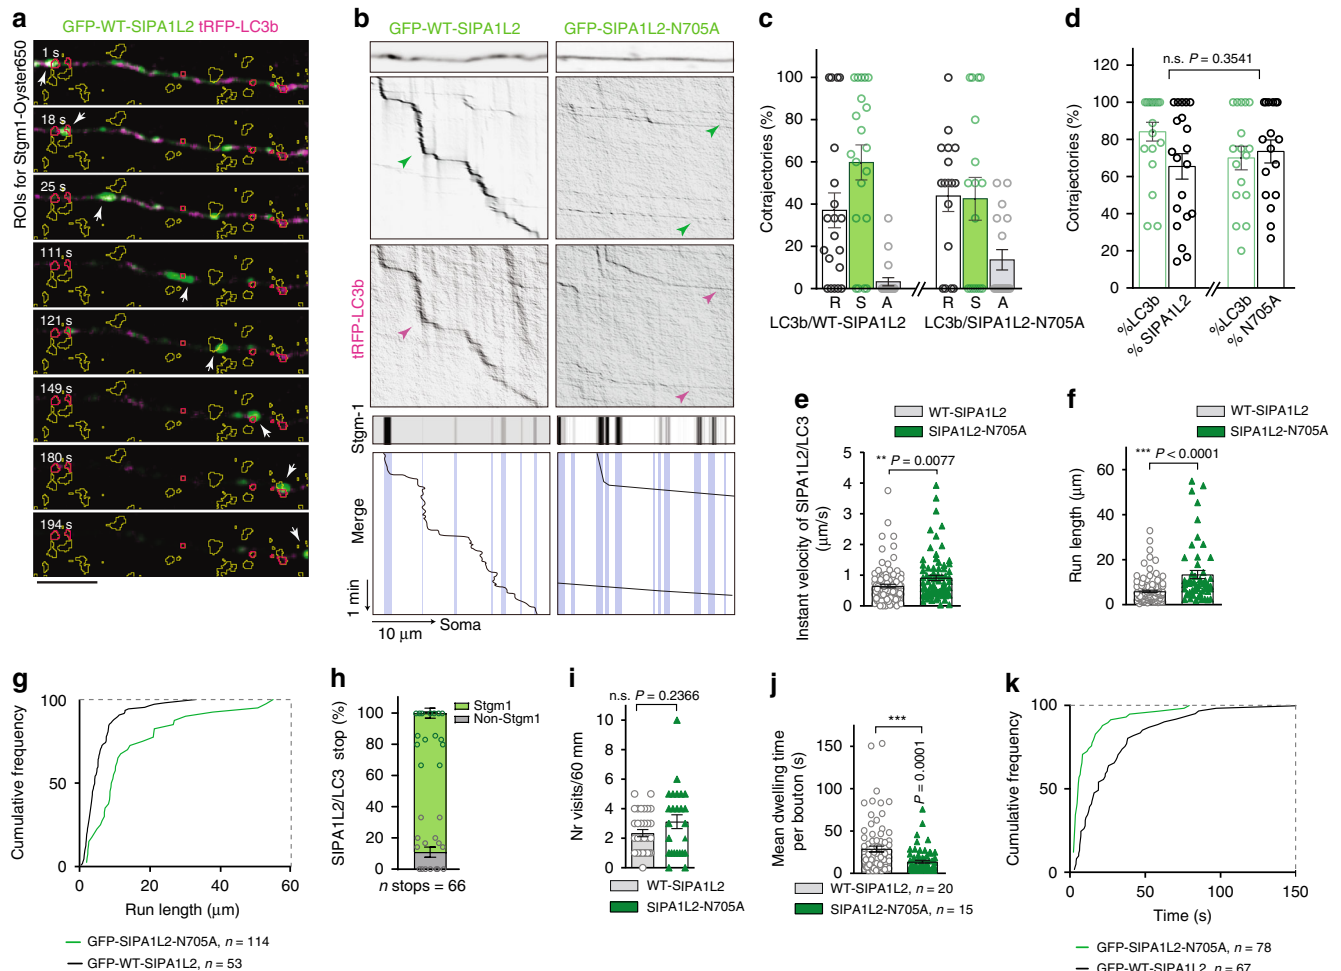 a
GFP-WT-SIPA1L2 tRFP-LC3b
ROIs for Stgm1-Oyster650
1 s
18 s
25 s
111 s
121 s
149 s
180 s
194 s
b
GFP-WT-SIPA1L2
GFP-SIPA1L2-N705A
tRFP-LC3b
Stgm-1
Merge
1 min
10 μm
Soma
c
Cotrajectories (%)
100
80
60
40
20
0
R S A
R S A
LC3b/WT-SIPA1L2
LC3b/SIPA1L2-N705A
d
n.s. P = 0.3541
Cotrajectories (%)
120
100
80
60
40
20
0
%LC3b
% SIPA1L2
%LC3b
% N705A
e
WT-SIPA1L2
SIPA1L2-N705A
** P = 0.0077
Instant velocity of SIPA1L2/LC3
(μm/s)
5
4
3
2
1
0
f
WT-SIPA1L2
SIPA1L2-N705A
*** P < 0.0001
Run length (μm)
60
40
20
0
g
Cumulative frequency
100
50
0
0 20 40 60
Run length (μm)
GFP-SIPA1L2-N705A, n = 114
GFP-WT-SIPA1L2, n = 53
h
SIPA1L2/LC3 stop (%)
100
80
60
40
20
0
Stgm1
Non-Stgm1
n stops = 66
i
n.s. P = 0.2366
Nr visits/60 mm
10
8
6
4
2
0
WT-SIPA1L2
SIPA1L2-N705A
j
***
P = 0.0001
Mean dwelling time
per bouton (s)
150
100
50
0
WT-SIPA1L2, n = 20
SIPA1L2-N705A, n = 15
k
Cumulative frequency
100
50
0
0 50 100 150
Time (s)
GFP-SIPA1L2-N705A, n = 78
GFP-WT-SIPA1L2, n = 67